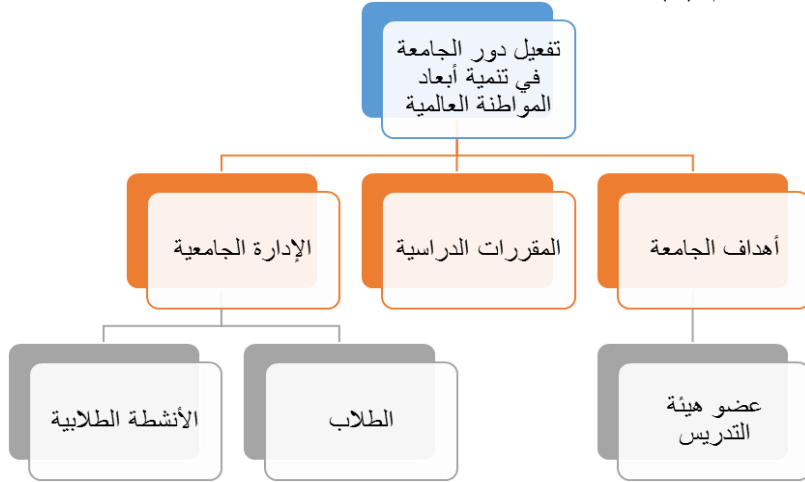 تفعيل دور الجامعة
في تنمية أبعاد
المواطنة العالمية
أهداف الجامعة
المقررات الدراسية
الإدارة الجامعية
عضو هيئة
التدريس
الطلاب
الأنشطة الطلابية